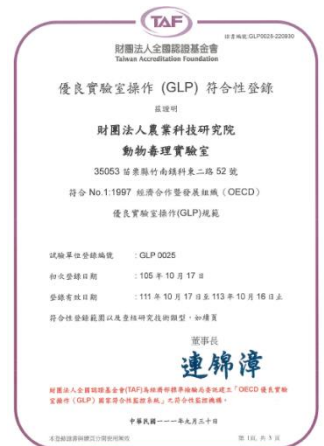 TAF
證書編號:GLP0025-220930
財團法人全國認證基金會
Taiwan Accreditation Foundation
優良實驗室操作 (GLP) 符合性登錄
茲證明
財團法人農業科技研究院
動物毒理實驗室
35053 苗栗縣竹南鎮科東二路 52 號
符合 No.1:1997 經濟合作暨發展組織（OECD）
優良實驗室操作(GLP)規範
試驗單位登錄編號 : GLP 0025
初次登錄日期 : 105 年 10 月 17 日
登錄有效日期 : 111 年 10 月 17 日至 113 年 10 月 16 日止
符合性登錄範圍以及查核研究技術類型，如續頁
董事長
連錦漳
財團法人全國認證基金會(TAF)為經濟部標準檢驗局委託建立「OECD 優良實驗
室操作（GLP）國家符合性監控系統」之符合性監控機構。
中華民國一一一年九月三十日
第 1頁, 共 3 頁